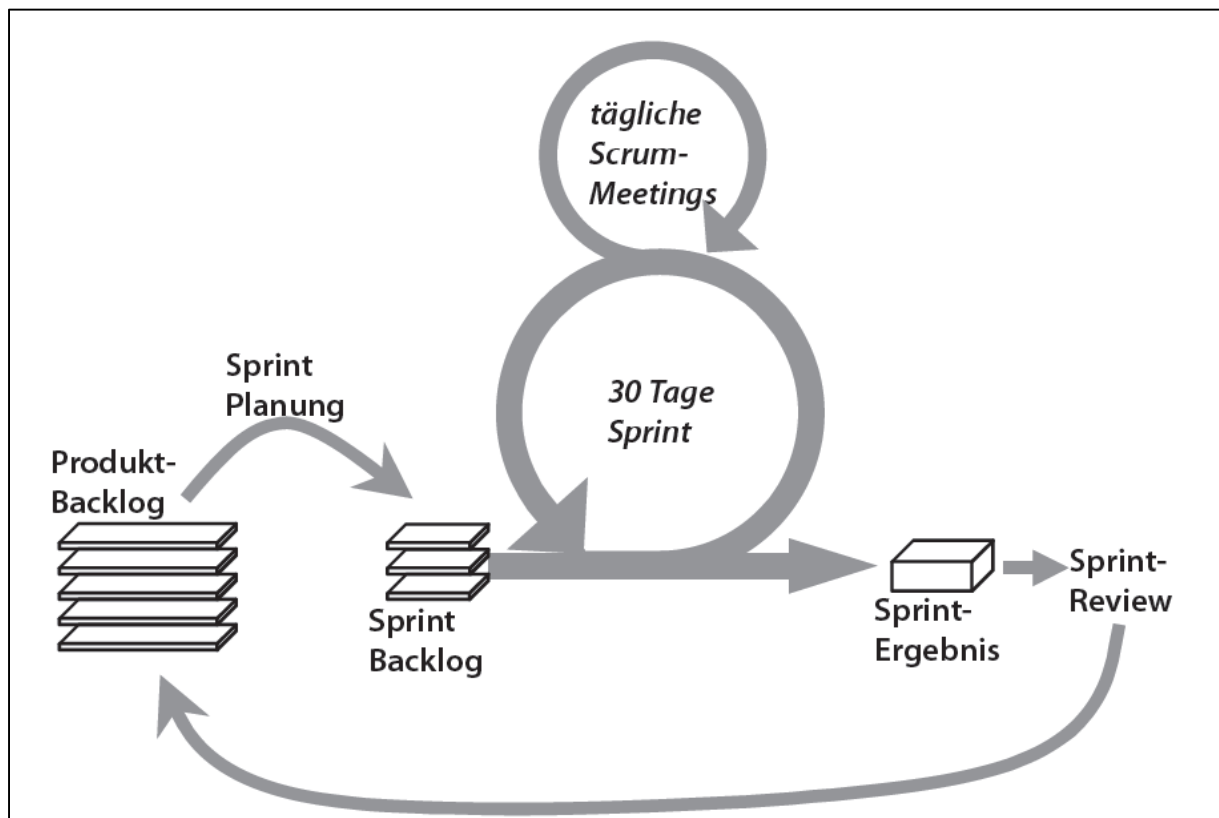 tägliche
Scrum-
Meetings
Sprint
Planung
30 Tage
Sprint
Produkt-
Backlog
Sprint
Backlog
Sprint-
Ergebnis
Sprint-
Review